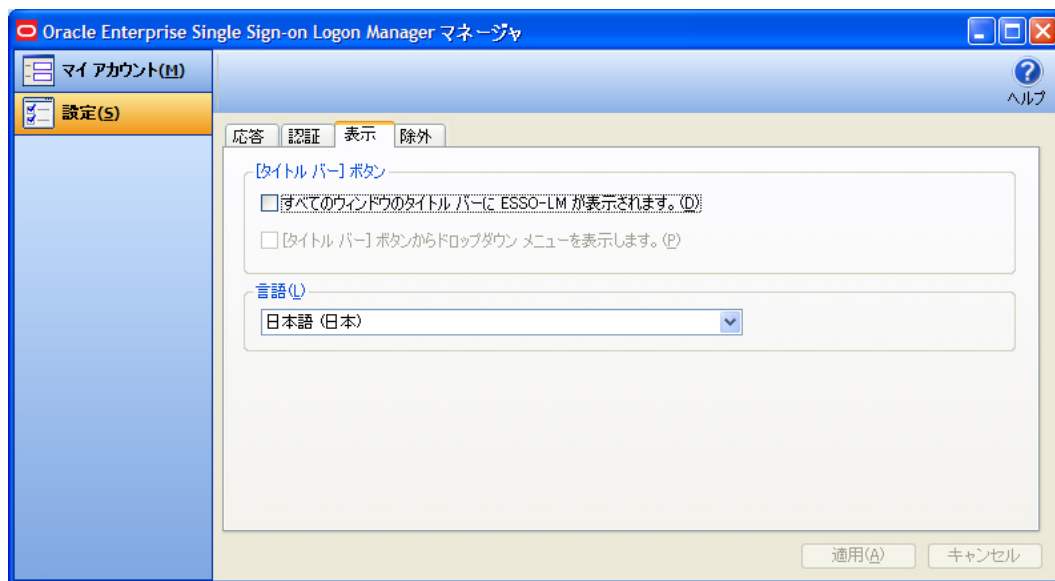 Oracle Enterprise Single Sign-on Logon Manager マネージャ
マイ アカウント(M)
設定(S)
ヘルプ
応答 認証 表示 除外
[タイトル バー] ボタン
すべてのウィンドウのタイトル バーに ESSO-LM が表示されます。(D)
[タイトル バー] ボタンからドロップダウン メニューを表示します。(P)
言語(L)
日本語 (日本)
適用(A) キャンセル